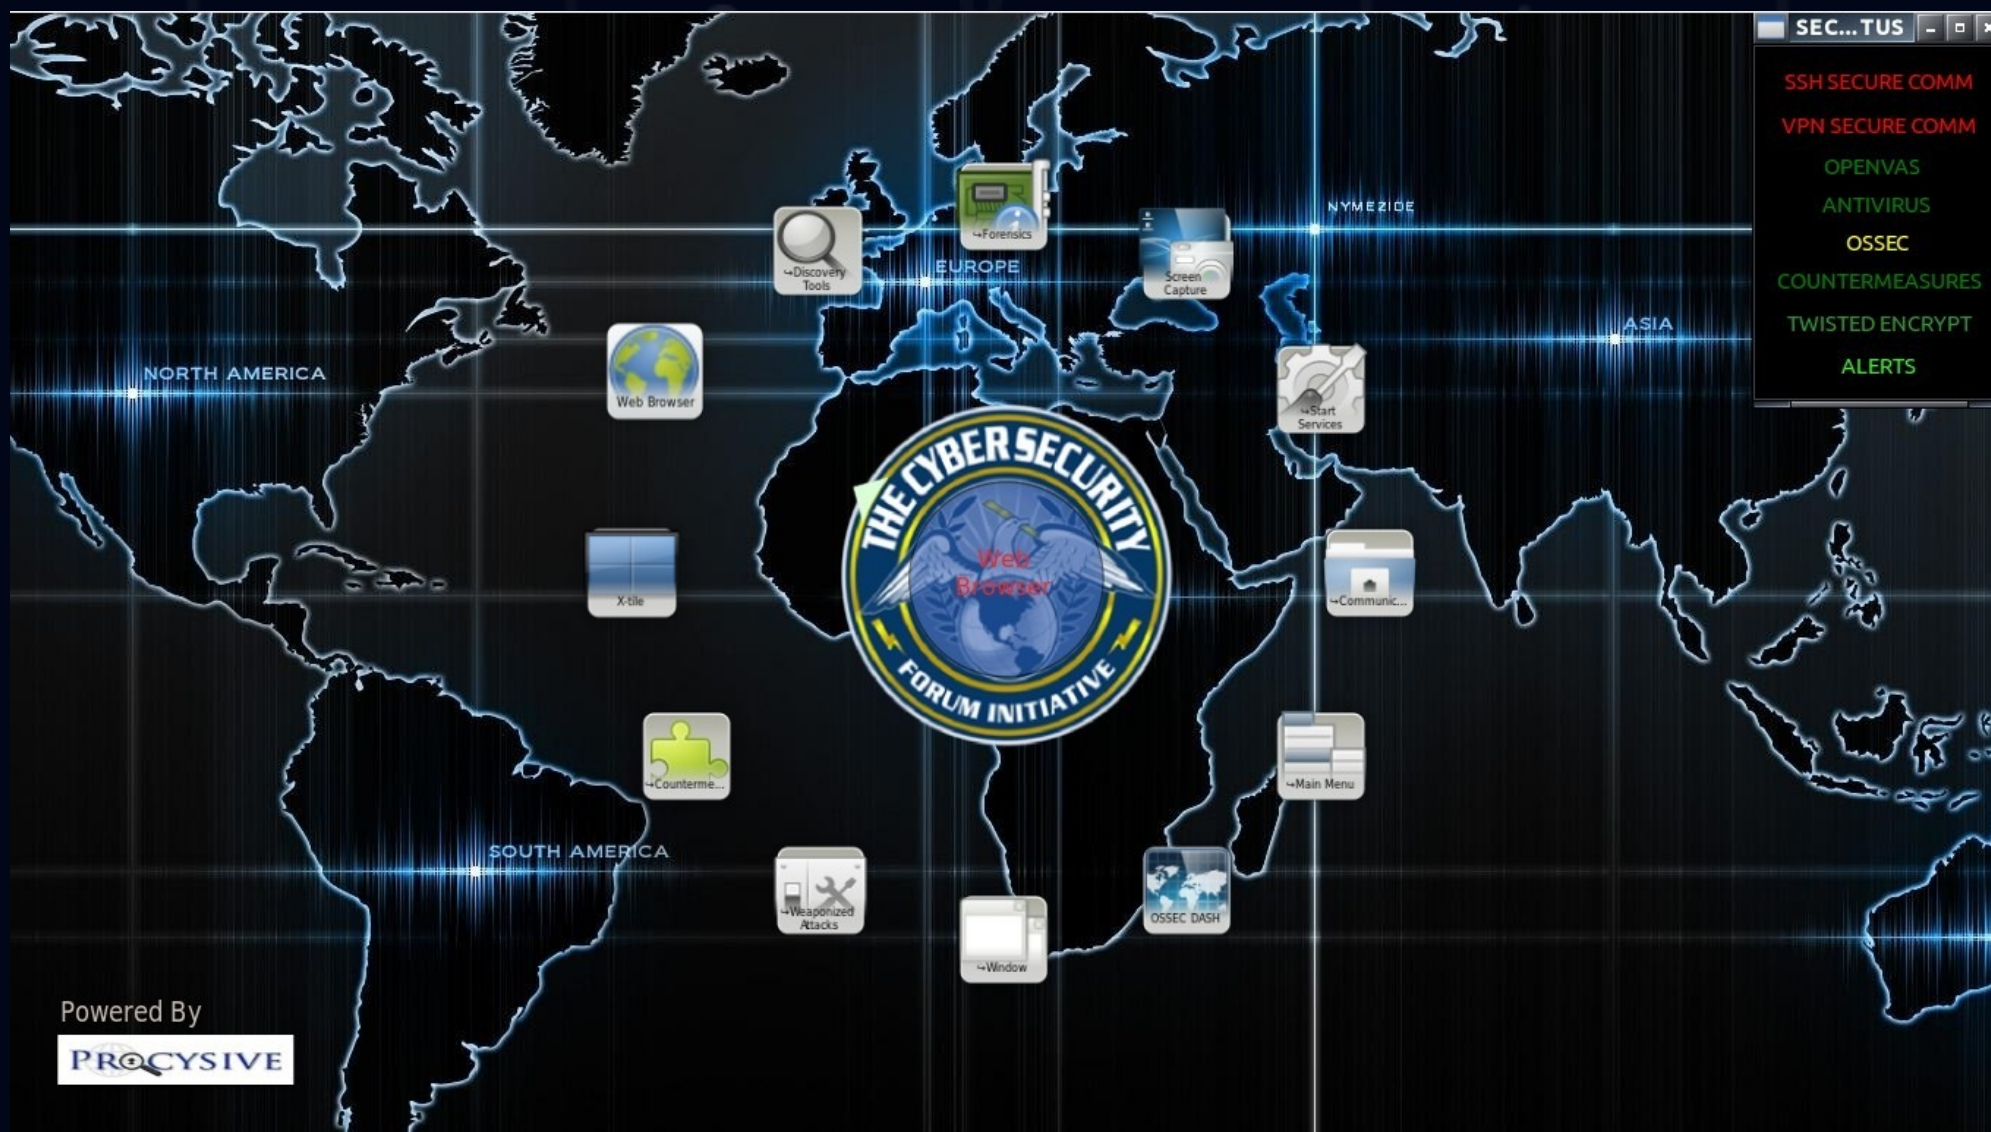 SEC...TUS
SSH SECURE COMM
VPN SECURE COMM
OPENVAS
ANTIVIRUS
OSSEC
COUNTERMEASURES
TWISTED ENCRYPT
ALERTS
NYMEZIDE
EUROPE
ASIA
NORTH AMERICA
SOUTH AMERICA
↪Forensics
↪Discovery
Tools
Screen
Capture
Web Browser
↪Start
Services
X-tile
↪Communic...
↪Counterme...
↪Main Menu
↪Weaponized
Attacks
↪Window
OSSEC DASH
THE CYBER SECURITY
Web
Browser
FORUM INITIATIVE
Powered By
PROCYSIVE